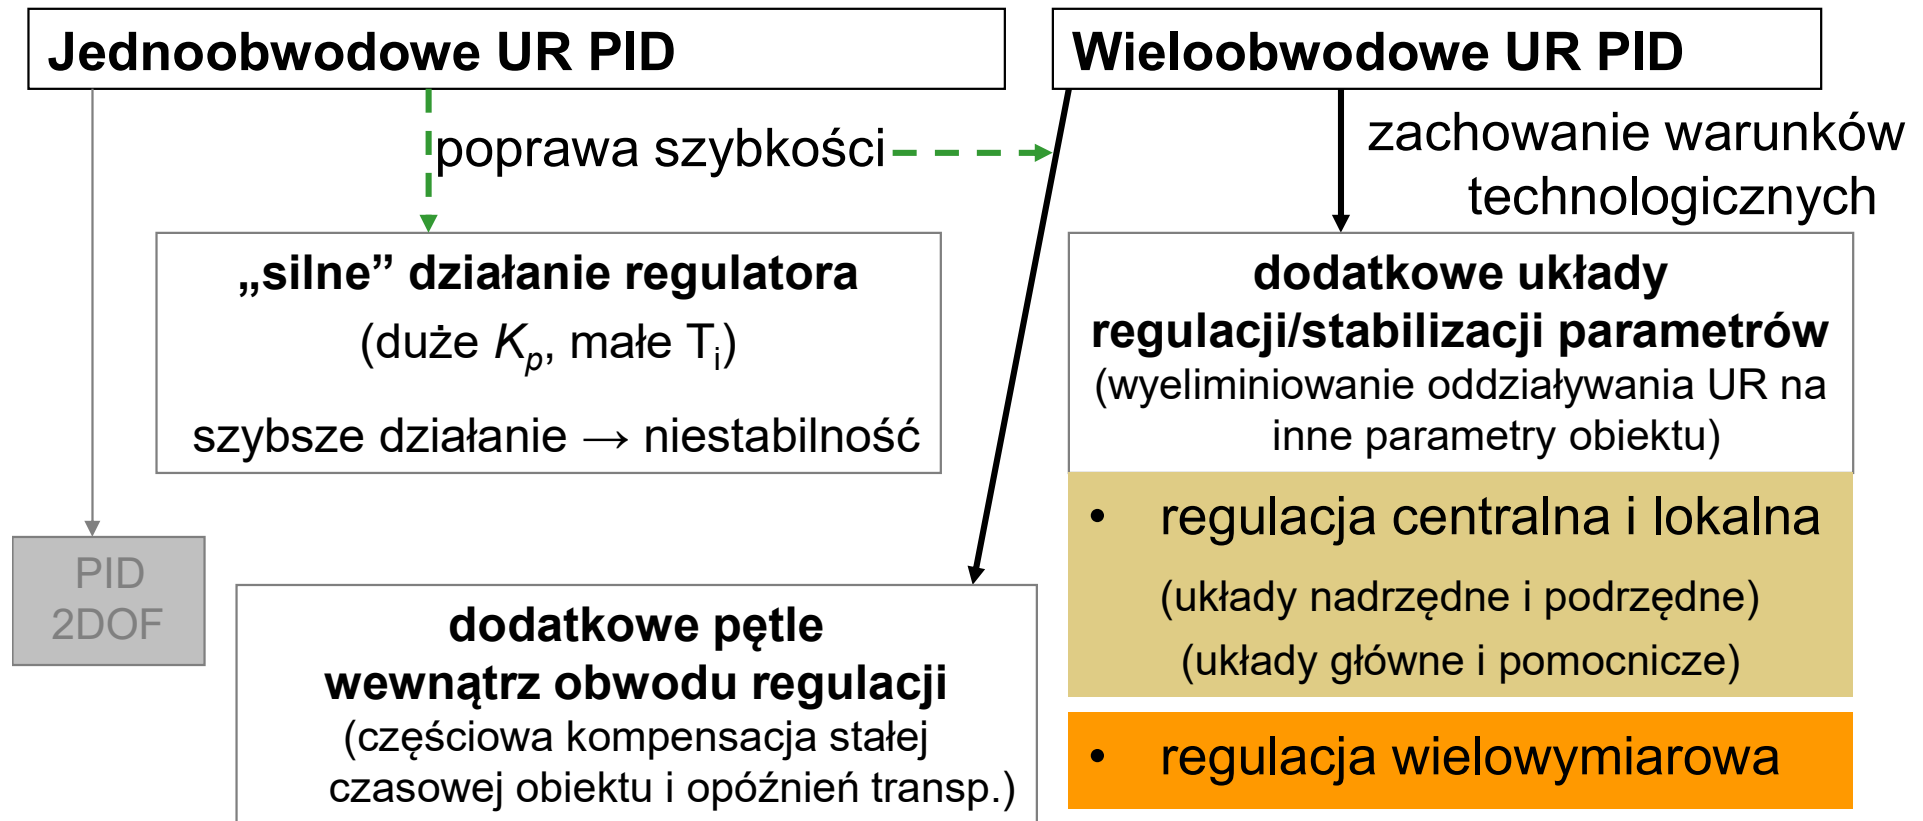 Jednoobwodowe UR PID
Wieloobwodowe UR PID
poprawa szybkości
zachowanie warunków
technologicznych
„silne” działanie regulatora
(duże Kp, małe Ti)
szybsze działanie → niestabilność
dodatkowe układy
regulacji/stabilizacji parametrów
(wyeliminiowanie oddziaływania UR na
inne parametry obiektu)
• regulacja centralna i lokalna
(układy nadrzędne i podrzędne)
(układy główne i pomocnicze)
• regulacja wielowymiarowa
PID
2DOF
dodatkowe pętle
wewnątrz obwodu regulacji
(częściowa kompensacja stałej
czasowej obiektu i opóźnień transp.)